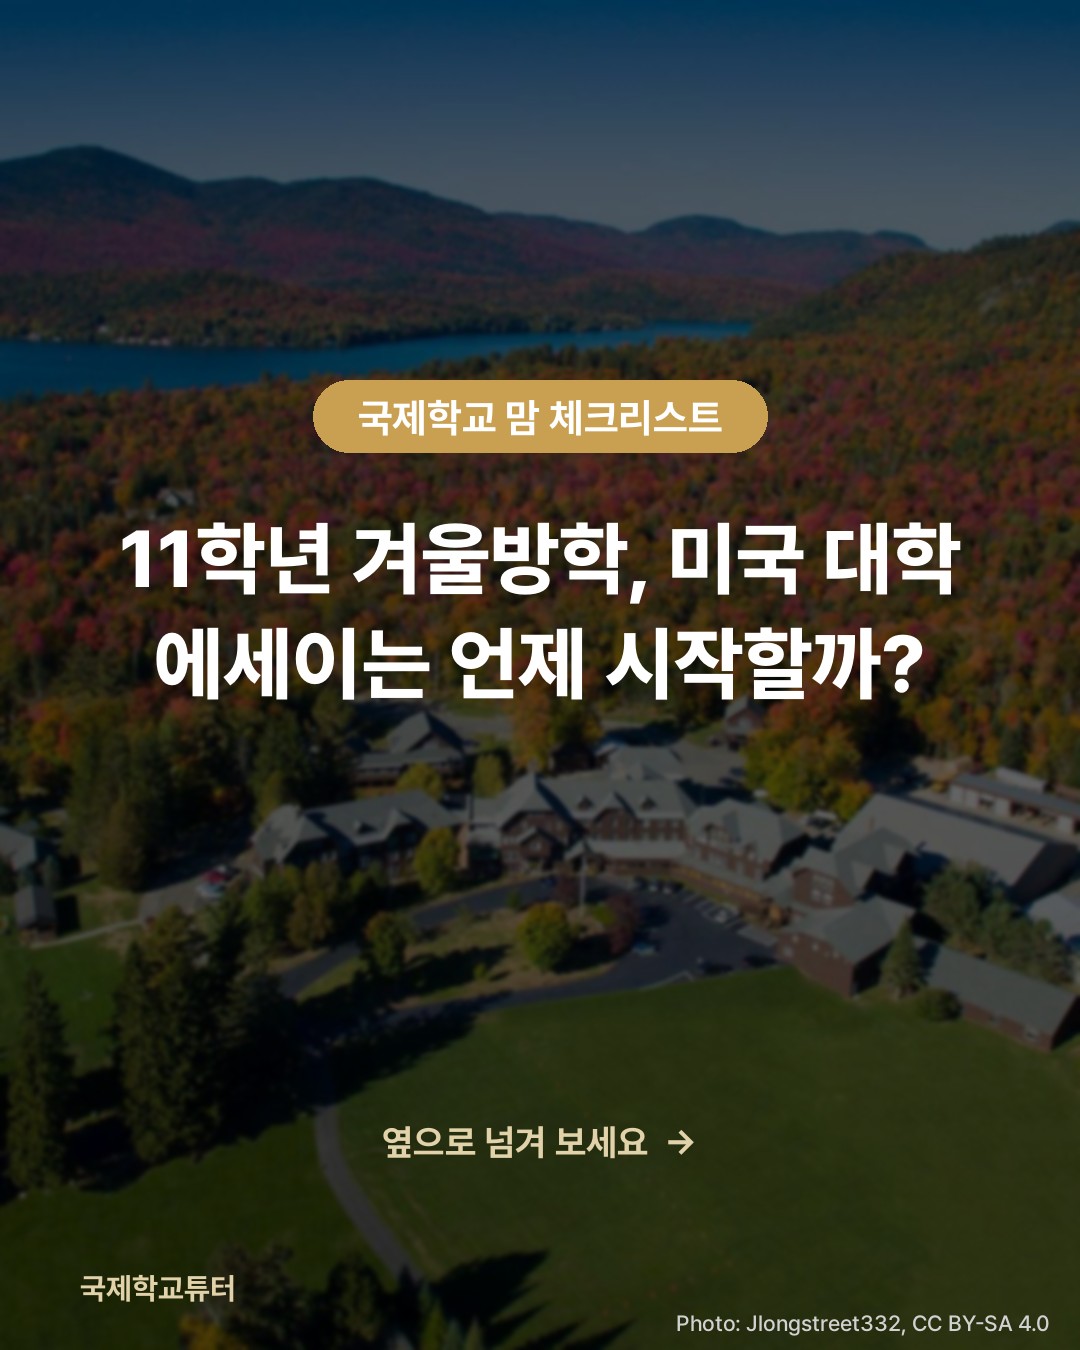 국제학교 맘 체크리스트
11학년 겨울방학, 미국 대학
에세이는 언제 시작할까?
옆으로 넘겨 보세요 →
국제학교튜터
Photo: Jlongstreet332, CC BY-SA 4.0